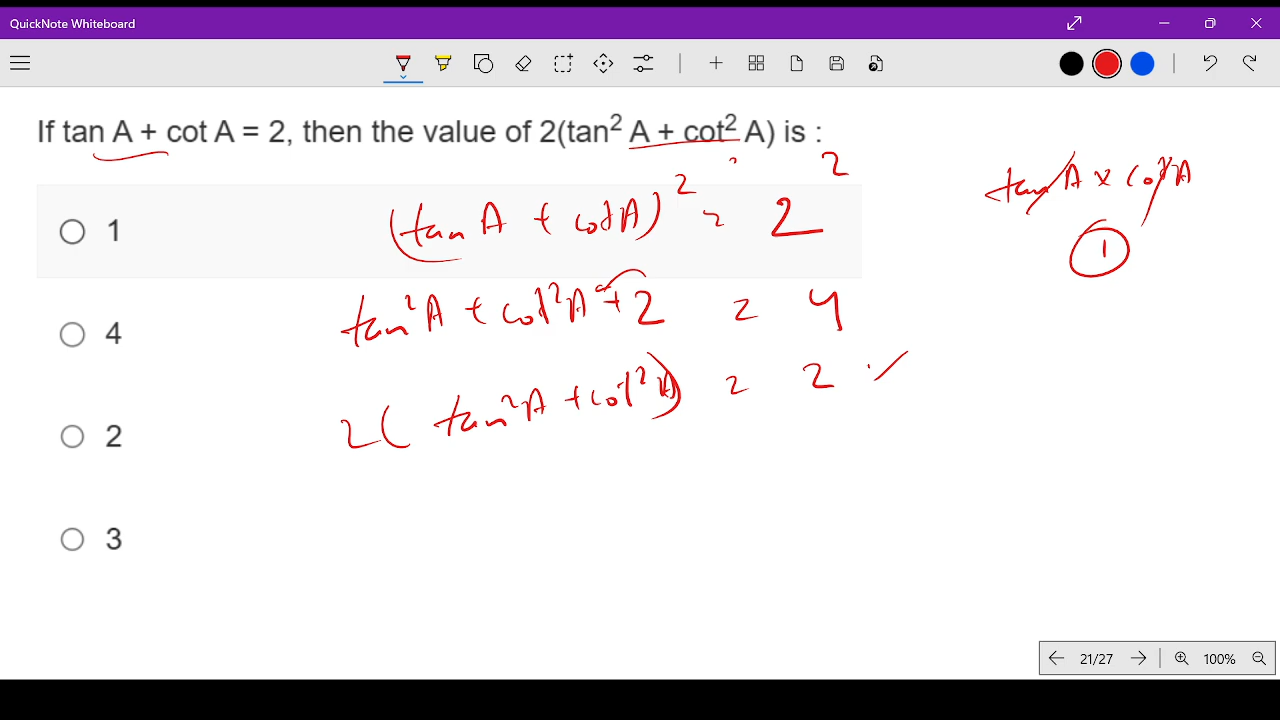 QuickNote Whiteboard
If tan A + cot A = 2, then the value of 2(tan² A + cot² A) is :
1
4
2
3
(tan A + cot A)² = 2²
tan²A + cot²A + 2 = 4
2( tan²A + cot²A) = 2
tan A × cot A
1
21/27
100%